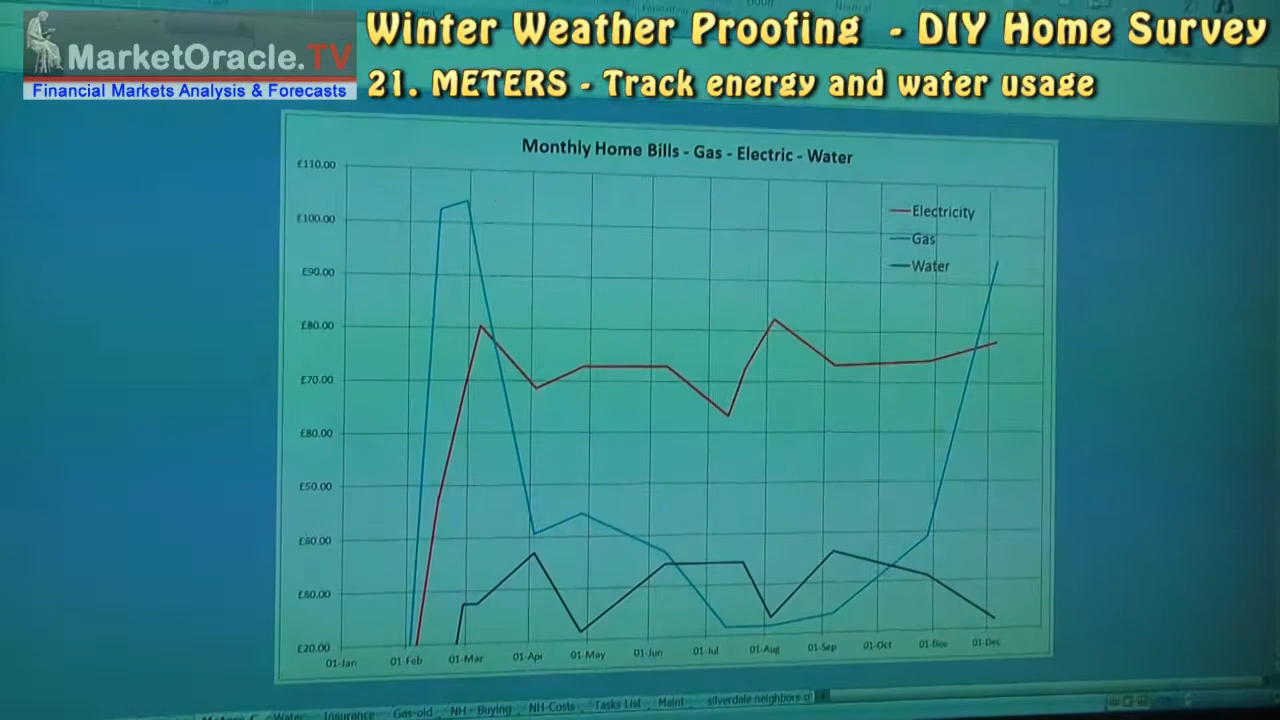 Winter Weather Proofing - DIY Home Survey
MarketOracle.TV
Financial Markets Analysis & Forecasts
21. METERS - Track energy and water usage
Monthly Home Bills - Gas - Electric - Water
£110.00
£100.00
£90.00
£80.00
£70.00
£80.00
£50.00
£60.00
£60.00
£20.00
Electricity
Gas
Water
01-Jan
01-Feb
01-Mar
01-Apr
01-May
01-Jun
01-Jul
01-Aug
01-Sep
01-Oct
01-Dec
Water
Insurance
Gas-old
NH - Buying
NH-Costs
Tasks List
Maint
silverdale neighbors o